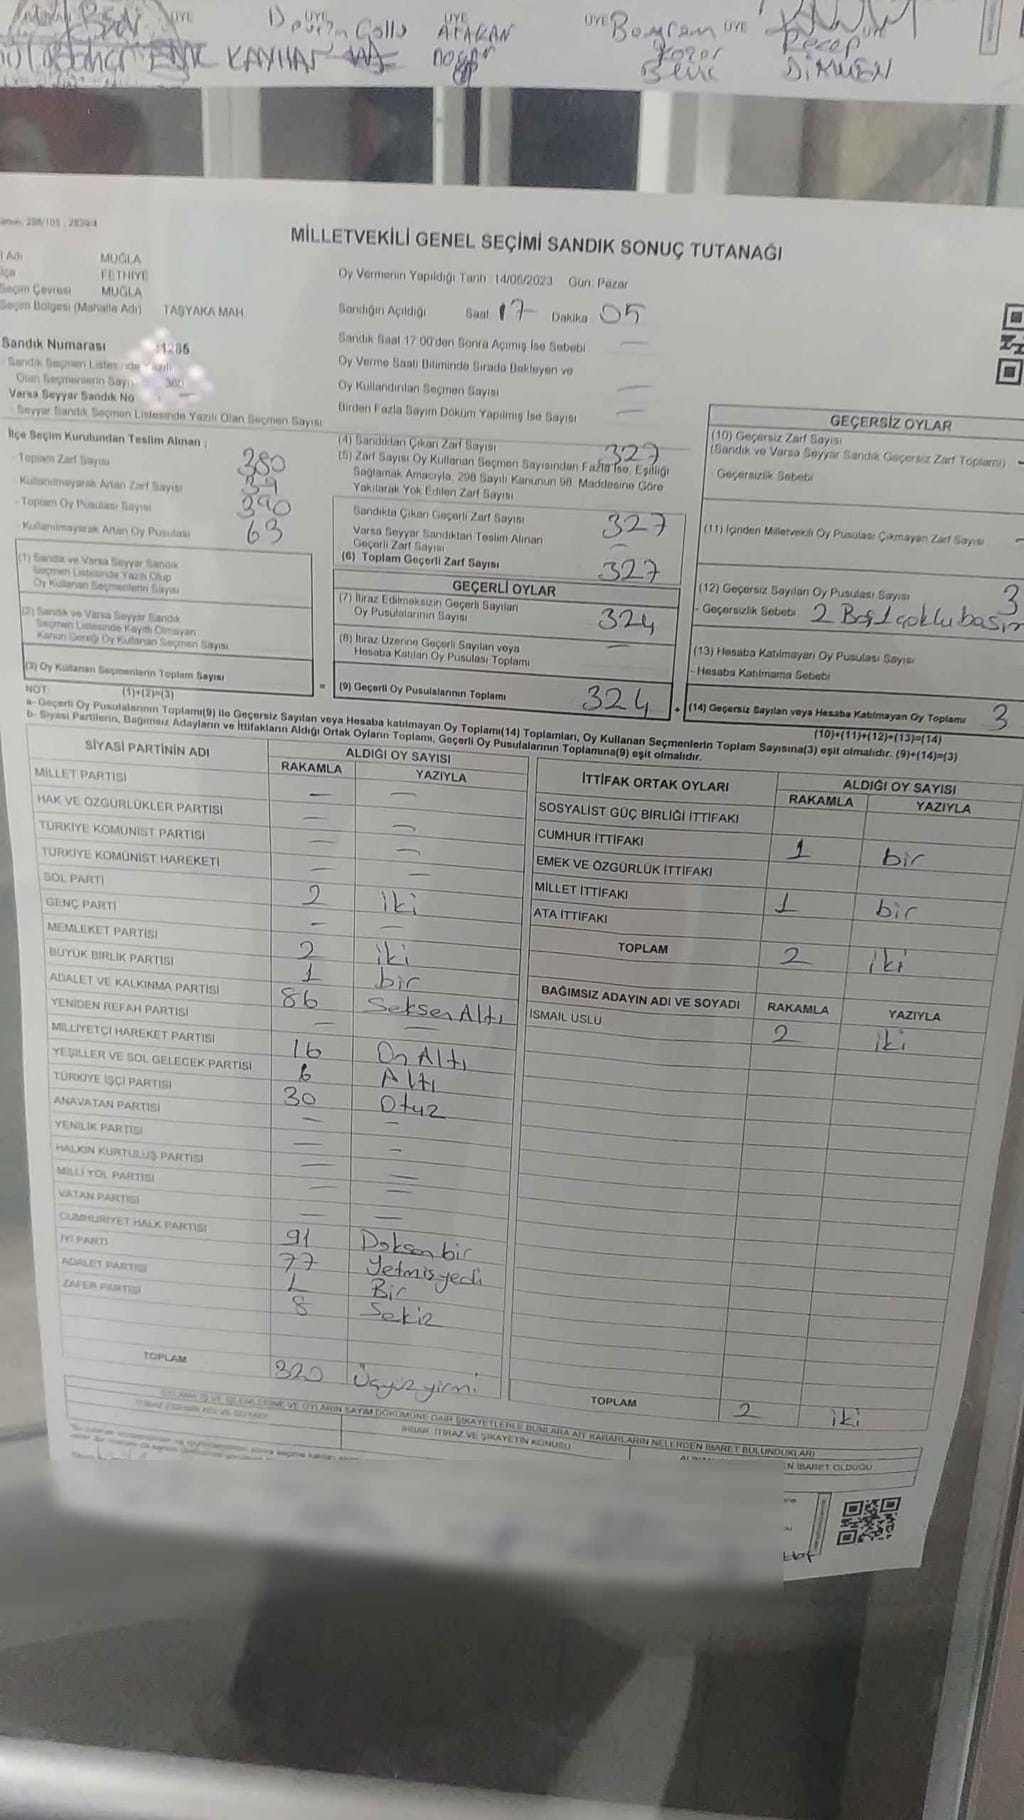 ÜYE
Gollu
ATAKAN
ÜYE Bayram ÜYE
KAYHAN
Recep
DİKMEN
298/105 , 2839/4
MİLLETVEKİLİ GENEL SEÇİMİ SANDIK SONUÇ TUTANAĞI
Adı MUĞLA
FETHİYE
Seçim Çevresi MUĞLA
Seçim Bölgesi (Mahalle Adı) TAŞYAKA MAH.
Oy Vermenin Yapıldığı Tarih 14/05/2023 Gün: Pazar
Sandığın Açıldığı Saat 17 Dakika 05
Sandık Saat 17:00'den Sonra Açımış İse Sebebi —
Oy Verme Saati Bitiminde Sırada Bekleyen ve
Oy Kullandırılan Seçmen Sayısı —
Birden Fazla Sayım Döküm Yapılmış İse Sayısı —
Sandık Numarası 1285
Sandık Seçmen Listesinde Yazılı
Olan Seçmenlerin Sayısı 360
Varsa Seyyar Sandık No —
- Seyyar Sandık Seçmen Listesinde Yazılı Olan Seçmen Sayısı
İlçe Seçim Kurulundan Teslim Alınan ;
- Toplam Zarf Sayısı 380
- Kullanılmayarak Artan Zarf Sayısı
- Toplam Oy Pusulası Sayısı 390
- Kullanılmayarak Artan Oy Pusulası 63
(1) Sandık ve Varsa Seyyar Sandık
Seçmen Listesinde Yazılı Olup
Oy Kullanan Seçmenlerin Sayısı
(2) Sandık ve Varsa Seyyar Sandık
Seçmen Listesinde Kayıtlı Olmayan
Kanun Gereği Oy Kullanan Seçmen Sayısı
(3) Oy Kullanan Seçmenlerin Toplam Sayısı
(4) Sandıktan Çıkan Zarf Sayısı 327
(5) Zarf Sayısı Oy Kullanan Seçmen Sayısından Fazla İse, Eşitliği
Sağlamak Amacıyla, 298 Sayılı Kanunun 98. Maddesine Göre
Yakılarak Yok Edilen Zarf Sayısı
Sandıkta Çıkan Geçerli Zarf Sayısı 327
Varsa Seyyar Sandıktan Teslim Alınan
Geçerli Zarf Sayısı —
(6) Toplam Geçerli Zarf Sayısı 327
GEÇERLİ OYLAR
(7) İtiraz Edilmeksizin Geçerli Sayılan
Oy Pusulalarının Sayısı 324
(8) İtiraz Üzerine Geçerli Sayılan veya
Hesaba Katılan Oy Pusulası Toplamı —
= (9) Geçerli Oy Pusulalarının Toplamı 324 +
GEÇERSİZ OYLAR
(10) Geçersiz Zarf Sayısı
(Sandık ve Varsa Seyyar Sandık Geçersiz Zarf Toplamı) -
- Geçersizlik Sebebi
(11) İçinden Milletvekili Oy Pusulası Çıkmayan Zarf Sayısı -
(12) Geçersiz Sayılan Oy Pusulası Sayısı 3
- Geçersizlik Sebebi 2 Boş 1 çoklu basım
(13) Hesaba Katılmayan Oy Pusulası Sayısı
- Hesaba Katılmama Sebebi
(14) Geçersiz Sayılan veya Hesaba Katılmayan Oy Toplamı 3
NOT: (1)+(2)=(3) (10)+(11)+(12)+(13)=(14)
a- Geçerli Oy Pusulalarının Toplamı(9) ile Geçersiz Sayılan veya Hesaba katılmayan Oy Toplamı(14) Toplamları, Oy Kullanan Seçmenlerin Toplam Sayısına(3) eşit olmalıdır. (9)+(14)=(3)
b- Siyasi Partilerin, Bağımsız Adayların ve İttifakların Aldığı Ortak Oyların Toplamı, Geçerli Oy Pusulalarının Toplamına(9) eşit olmalıdır.
SİYASİ PARTİNİN ADI ALDIĞI OY SAYISI
RAKAMLA YAZIYLA
MİLLET PARTİSİ — —
HAK VE ÖZGÜRLÜKLER PARTİSİ —
TÜRKİYE KOMÜNİST PARTİSİ — —
TÜRKİYE KOMÜNİST HAREKETİ — —
SOL PARTİ 2 iki
GENÇ PARTİ — —
MEMLEKET PARTİSİ 2 iki
BÜYÜK BİRLİK PARTİSİ 1 bir
ADALET VE KALKINMA PARTİSİ 86 Seksen Altı
YENİDEN REFAH PARTİSİ —
MİLLİYETÇİ HAREKET PARTİSİ 16 On Altı
YEŞİLLER VE SOL GELECEK PARTİSİ 6 Altı
TÜRKİYE İŞÇİ PARTİSİ 30 Otuz
ANAVATAN PARTİSİ — —
YENİLİK PARTİSİ — —
HALKIN KURTULUŞ PARTİSİ — —
MİLLİ YOL PARTİSİ — —
VATAN PARTİSİ — —
CUMHURİYET HALK PARTİSİ 91 Doksan bir
İYİ PARTİ 77 Yetmiş yedi
ADALET PARTİSİ 1 Bir
ZAFER PARTİSİ 8 Sekiz
TOPLAM 320 Üçyüz yirmi
İTTİFAK ORTAK OYLARI ALDIĞI OY SAYISI
RAKAMLA YAZIYLA
SOSYALİST GÜÇ BİRLİĞİ İTTİFAKI
CUMHUR İTTİFAKI 1 bir
EMEK VE ÖZGÜRLÜK İTTİFAKI
MİLLET İTTİFAKI 1 bir
ATA İTTİFAKI
TOPLAM 2 iki
BAĞIMSIZ ADAYIN ADI VE SOYADI RAKAMLA YAZIYLA
İSMAİL USLU 2 iki
TOPLAM 2 iki
OYLAMA İŞ VE İŞLEMLERİNE VE OYLARIN SAYIM DÖKÜMÜNE DAİR ŞİKAYETLERLE BUNLARA AİT KARARLARIN NELERDEN İBARET BULUNDUKLARI
İHBAR, İTİRAZ VE ŞİKAYETİN KONUSU
N İBARET OLDUĞU